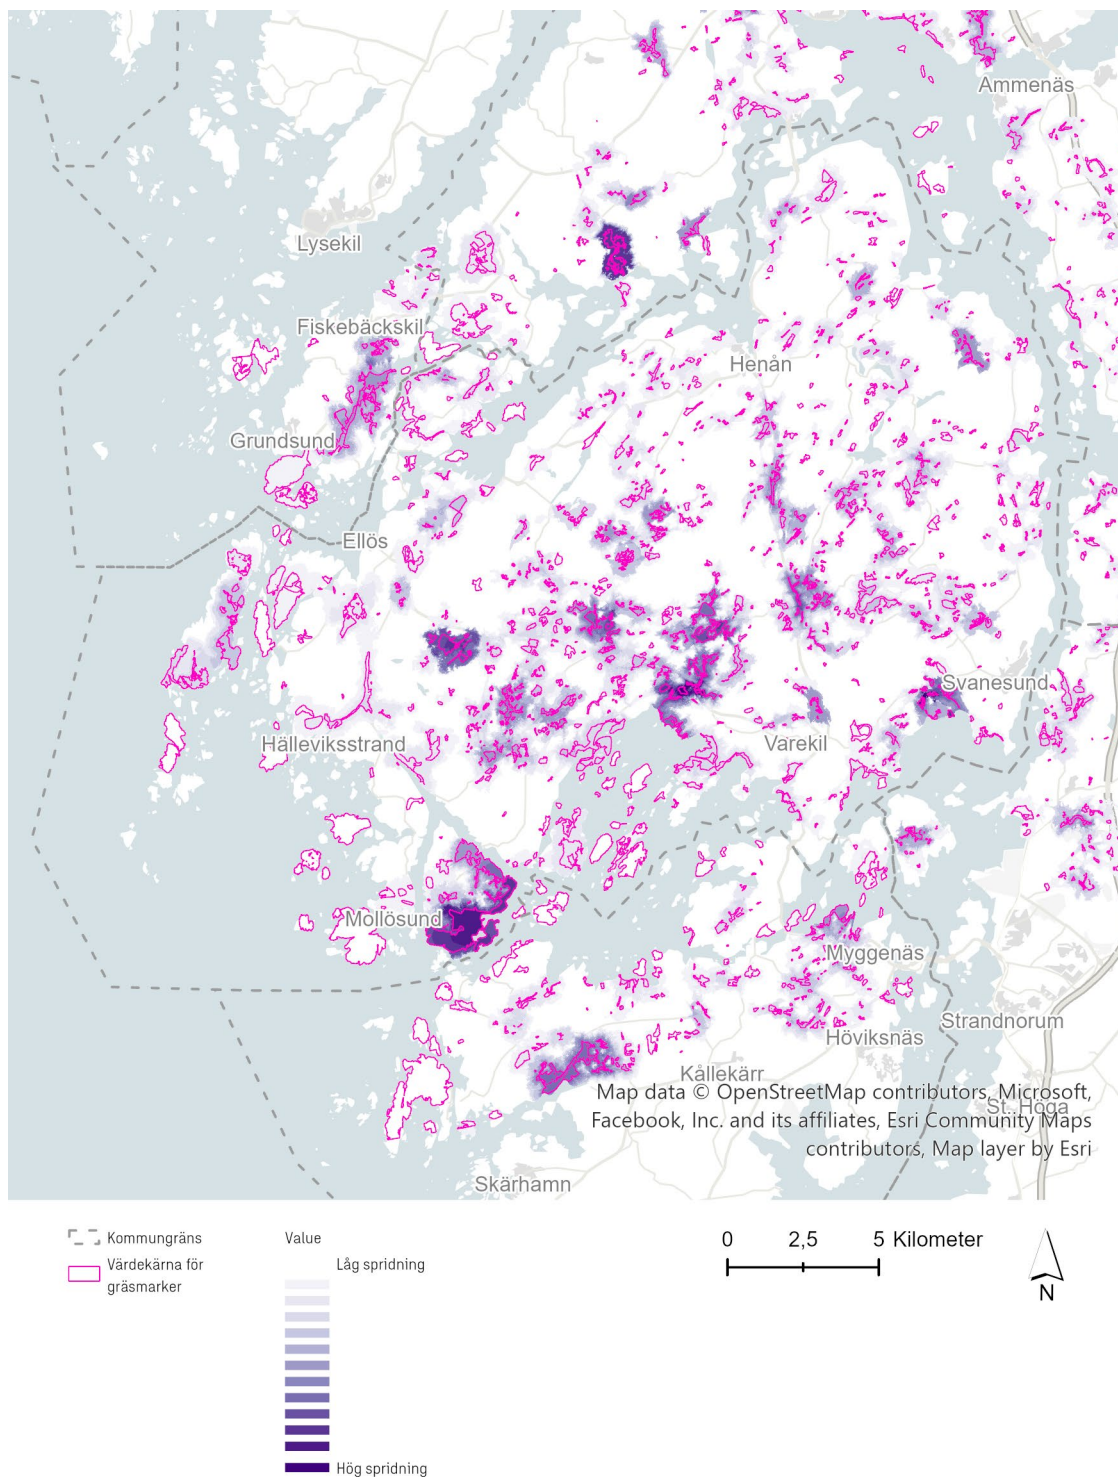 Ammenäs
Lysekil
Fiskebäckskil
Henån
Grundsund
Ellös
Svanesund
Hälleviksstrand
Varekil
Mollösund
Myggenäs
Strandnorum
Höviksnäs
Kållekärr
St. Höga
Map data © OpenStreetMap contributors, Microsoft,
Facebook, Inc. and its affiliates, Esri Community Maps
contributors, Map layer by Esri
Skärhamn
Kommungräns
Värdekärna för
gräsmarker
Value
Låg spridning
Hög spridning
0 2,5 5 Kilometer
N